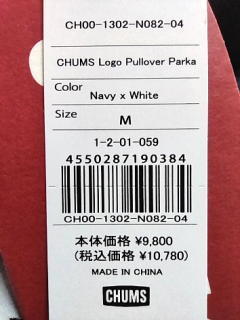 CH00-1302-N082-04
CHUMS Logo Pullover Parka
Color
Navy x White
Size
M
1-2-01-059
4550287190384
CH00-1302-N082-04
本体価格 ¥9,800
(税込価格 ¥10,780)
MADE IN CHINA
CHUMS